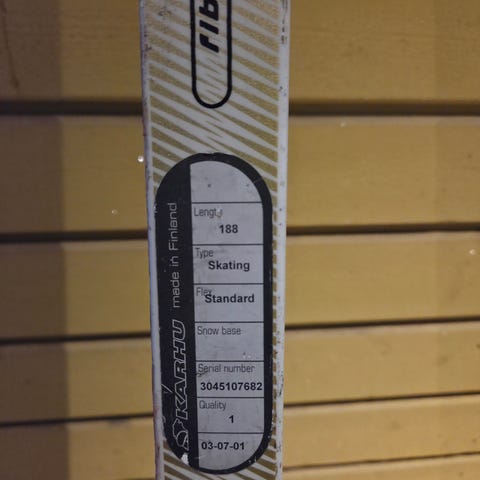 Length
188
Type
Skating
Flex
Standard
Snow base
Serial number
3045107682
Quality
1
03-07-01
KARHU made in Finland